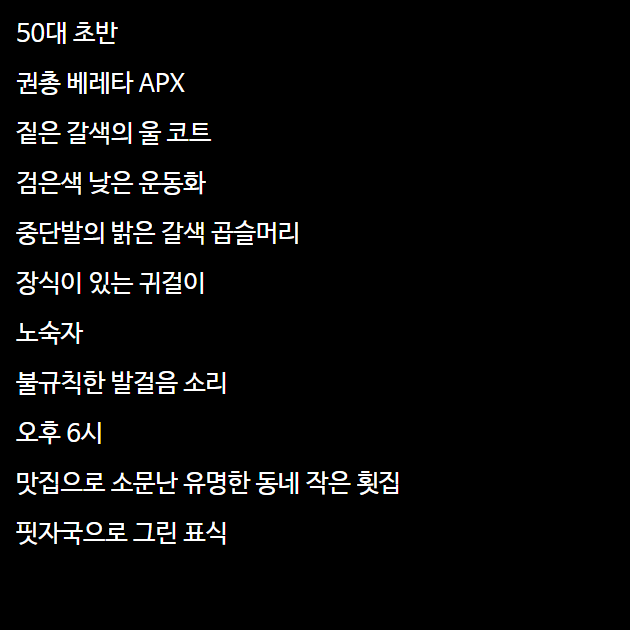 50대 초반
권총 베레타 APX
짙은 갈색의 울 코트
검은색 낮은 운동화
중단발의 밝은 갈색 곱슬머리
장식이 있는 귀걸이
노숙자
불규칙한 발걸음 소리
오후 6시
맛집으로 소문난 유명한 동네 작은 횟집
핏자국으로 그린 표식